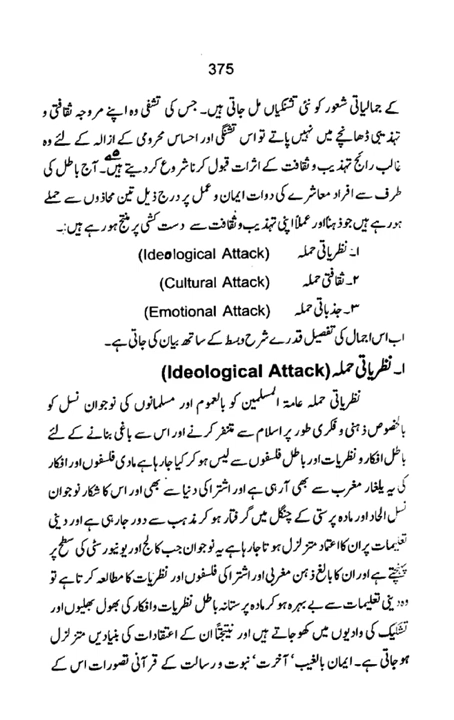 375
کے جمالیاتی شعور کو نئی تشنگیاں مل جاتی ہیں۔ جس کی تشفی وہ اپنے مروجہ ثقافتی و
تہذیبی ڈھانچے میں نہیں پاتے تو اس تشنگی اور احساس محرومی کے ازالہ کے لئے وہ
غالب رائج تہذیب و ثقافت کے اثرات قبول کرنا شروع کر دیتے ہیں۔ آج باطل کی
طرف سے افراد معاشرے کی دولت ایمان و عمل پر درج ذیل تین محاذوں سے حملے
ہو رہے ہیں جو ذہنا اور عملاً اپنی تہذیب و ثقافت سے دست کشی پر منتج ہو رہے ہیں:۔
۱۔ نظریاتی حملہ (Ideological Attack)
۲۔ ثقافتی حملہ (Cultural Attack)
۳۔ جذباتی حملہ (Emotional Attack)
اب اس اجمال کی تفصیل قدرے شرح و بسط کے ساتھ بیان کی جاتی ہے۔
۱۔ نظریاتی حملہ (Ideological Attack)
نظریاتی حملہ عامۃ المسلمین کو بالعموم اور مسلمانوں کی نوجوان نسل کو
بالخصوص ذہنی و فکری طور پر اسلام سے متنفر کرنے اور اس سے باغی بنانے کے لئے
باطل افکار و نظریات اور باطل فلسفوں سے لیس ہو کر کیا جا رہا ہے مادی فلسفوں اور افکار
کی یہ یلغار مغرب سے بھی آ رہی ہے اور اشتراکی دنیا سے بھی اور اس کا شکار نوجوان
نسل الحاد اور مادہ پرستی کے چنگل میں گرفتار ہو کر مذہب سے دور جا رہی ہے اور دینی
تعلیمات پر ان کا اعتماد متزلزل ہوتا جا رہا ہے یہ نوجوان جب کالج اور یونیورسٹی کی سطح پر
پہنچتے ہے اور ان کا بالغ ذہن مغربی اور اشتراکی فلسفوں اور نظریات کا مطالعہ کرتا ہے تو
وہ دینی تعلیمات سے بے بہرہ ہو کر مادہ پرستانہ باطل نظریات و افکار کی بھول بھلیوں اور
تشکیک کی وادیوں میں کھو جاتے ہیں اور نتیجتاً ان کے اعتقادات کی بنیادیں متزلزل
ہو جاتی ہے۔ ایمان بالغیب‘ آخرت‘ نبوت و رسالت کے قرآنی تصورات اس کے